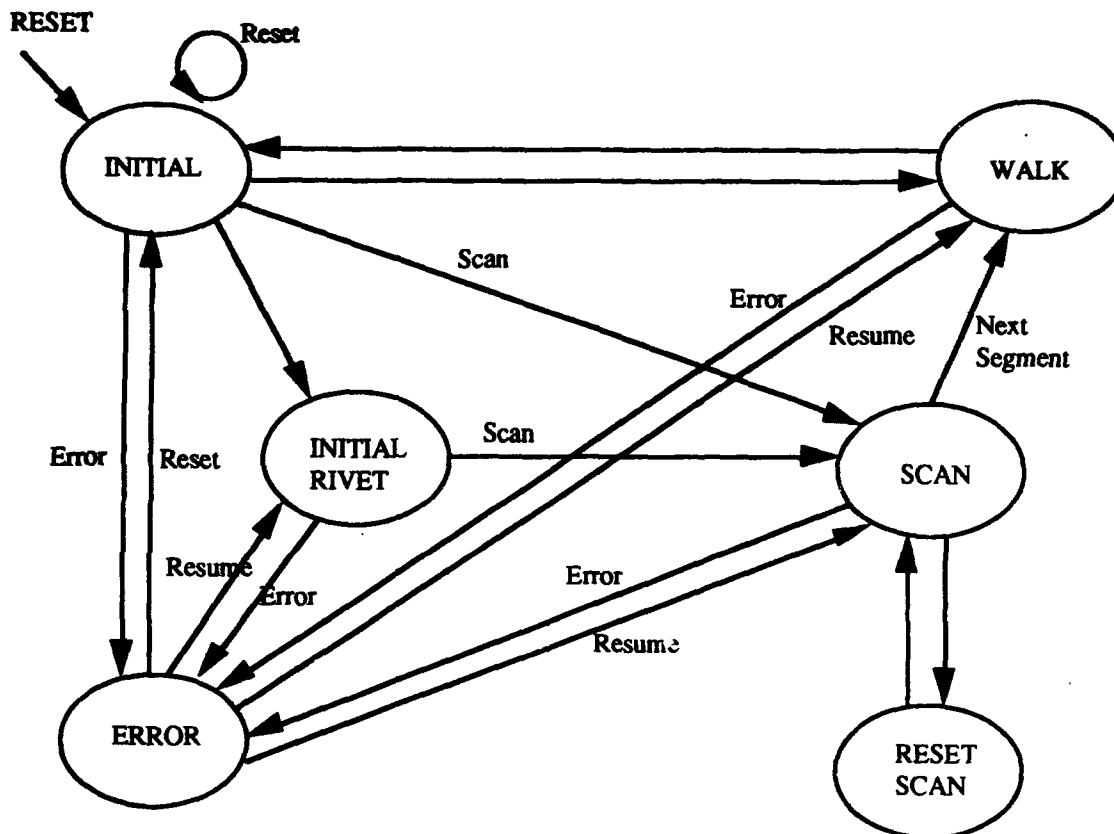 RESET
Reset
INITIAL
WALK
Scan
Error
Resume
Next
Segment
Error
Reset
INITIAL
RIVET
Scan
SCAN
Resume
Error
Error
Resume
ERROR
RESET
SCAN